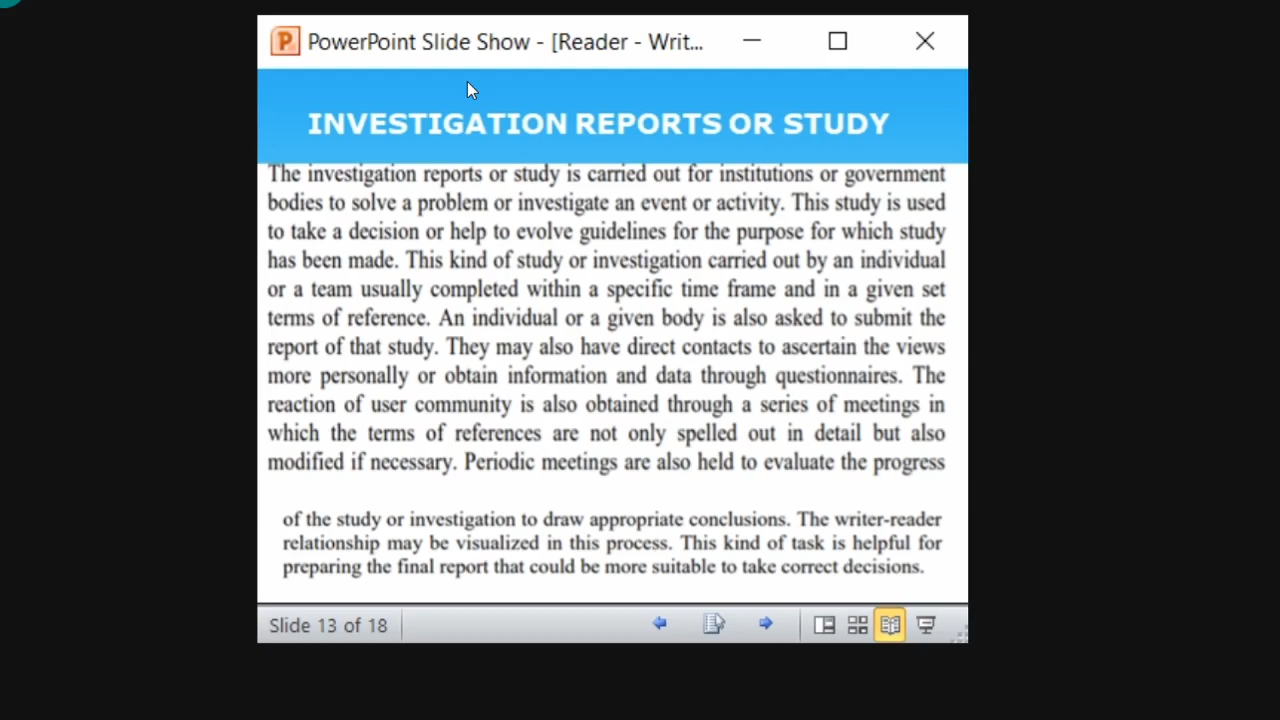 PowerPoint Slide Show - [Reader - Writ...
INVESTIGATION REPORTS OR STUDY
The investigation reports or study is carried out for institutions or government
bodies to solve a problem or investigate an event or activity. This study is used
to take a decision or help to evolve guidelines for the purpose for which study
has been made. This kind of study or investigation carried out by an individual
or a team usually completed within a specific time frame and in a given set
terms of reference. An individual or a given body is also asked to submit the
report of that study. They may also have direct contacts to ascertain the views
more personally or obtain information and data through questionnaires. The
reaction of user community is also obtained through a series of meetings in
which the terms of references are not only spelled out in detail but also
modified if necessary. Periodic meetings are also held to evaluate the progress
of the study or investigation to draw appropriate conclusions. The writer-reader
relationship may be visualized in this process. This kind of task is helpful for
preparing the final report that could be more suitable to take correct decisions.
Slide 13 of 18